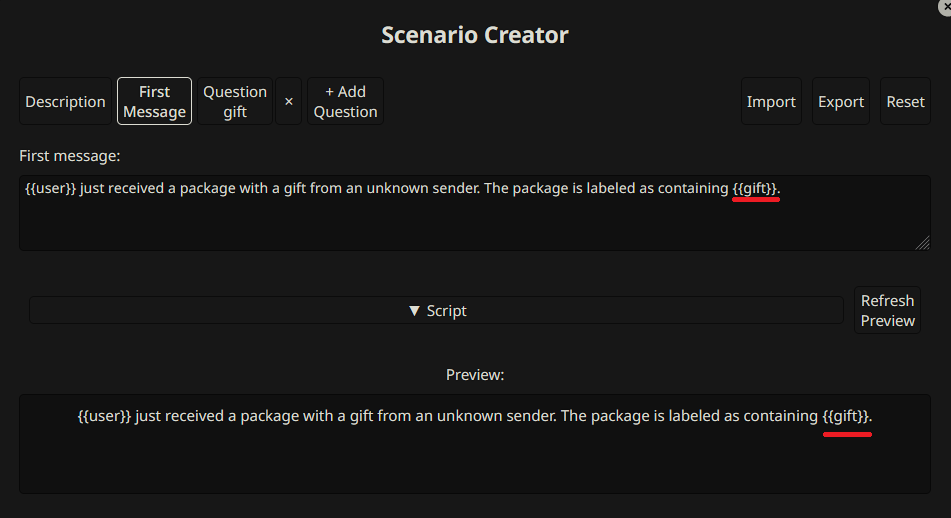 Scenario Creator
Description
First
Message
Question
gift
×
+ Add
Question
Import
Export
Reset
First message:
{{user}} just received a package with a gift from an unknown sender. The package is labeled as containing {{gift}}.
▼ Script
Refresh
Preview
Preview:
{{user}} just received a package with a gift from an unknown sender. The package is labeled as containing {{gift}}.